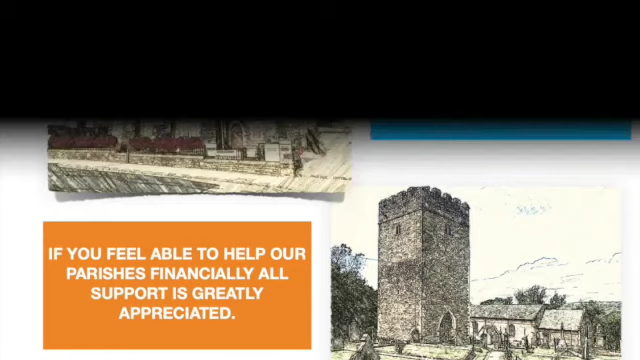 IF YOU FEEL ABLE TO HELP OUR
PARISHES FINANCIALLY ALL
SUPPORT IS GREATLY
APPRECIATED.